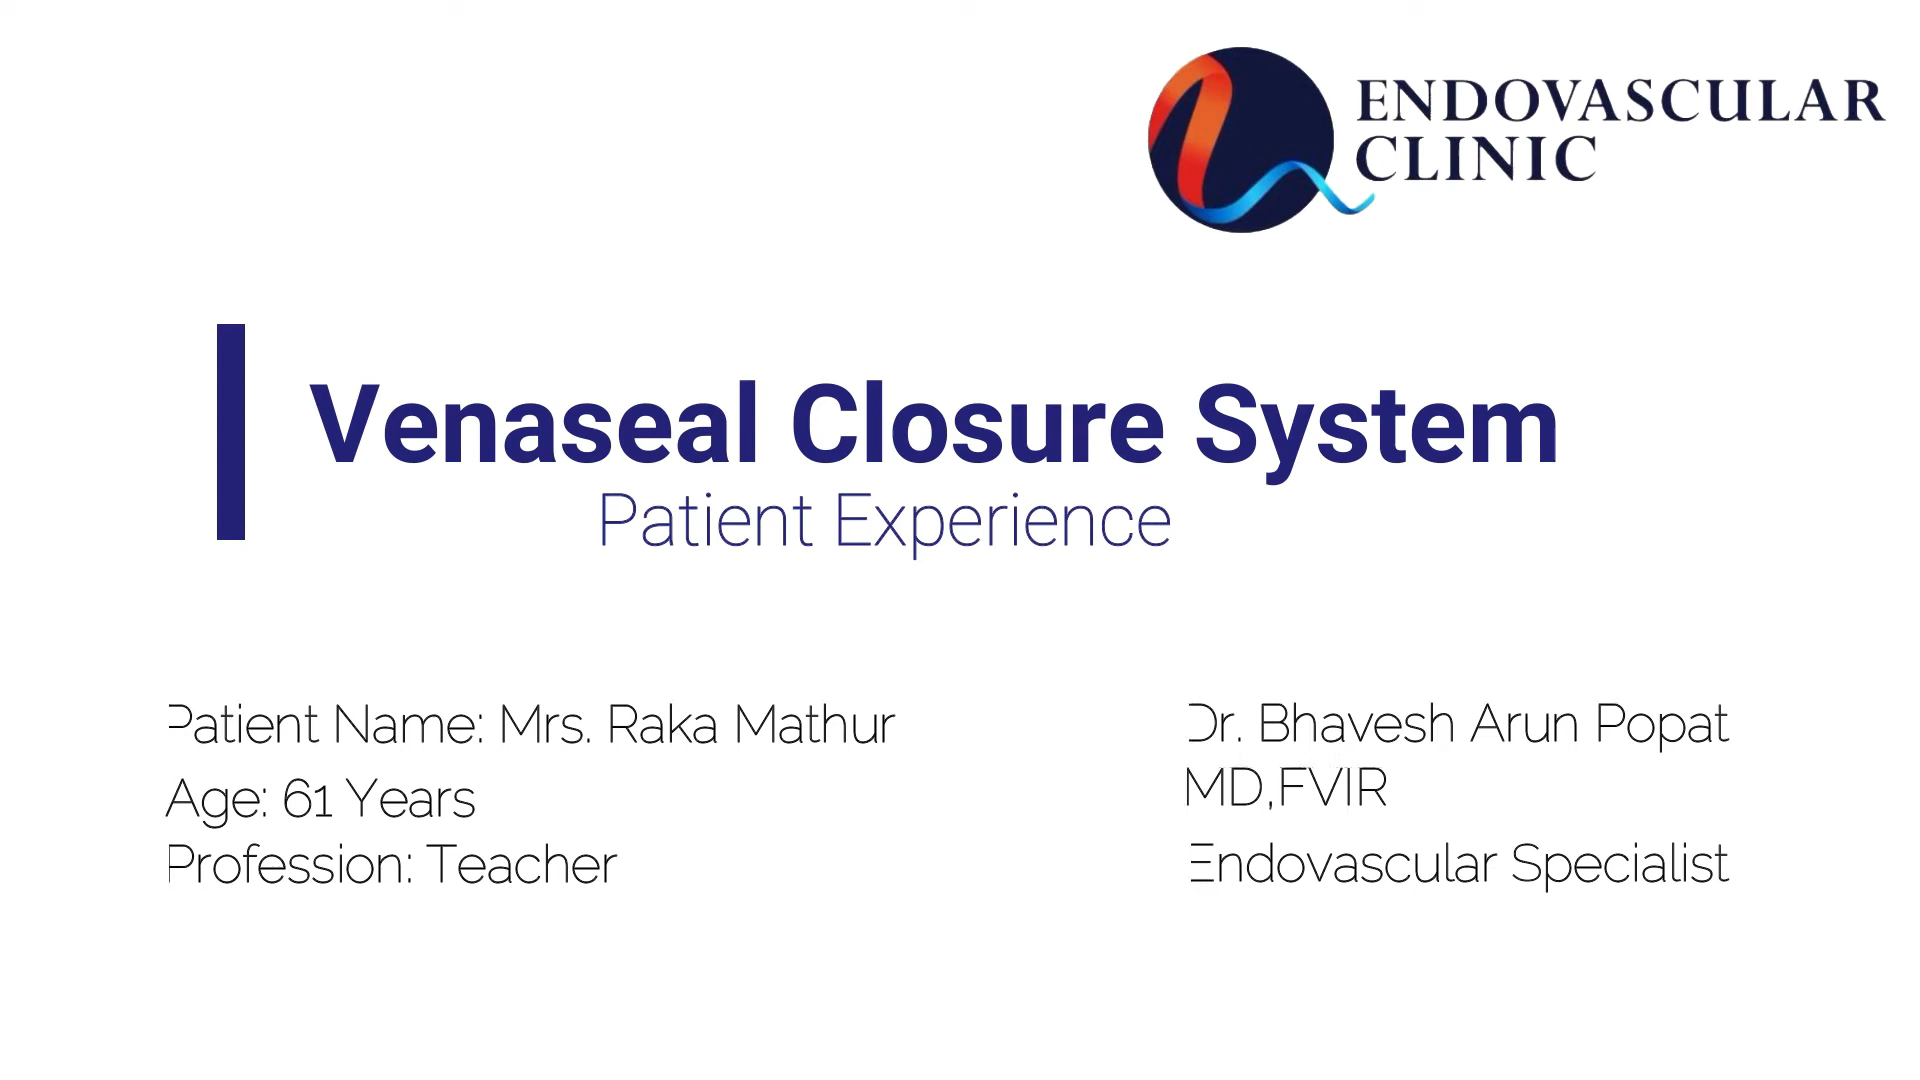 ENDOVASCULAR
CLINIC
Venaseal Closure System
Patient Experience
Patient Name: Mrs. Raka Mathur
Age: 61 Years
Profession: Teacher
Dr. Bhavesh Arun Popat
MD,FVIR
Endovascular Specialist